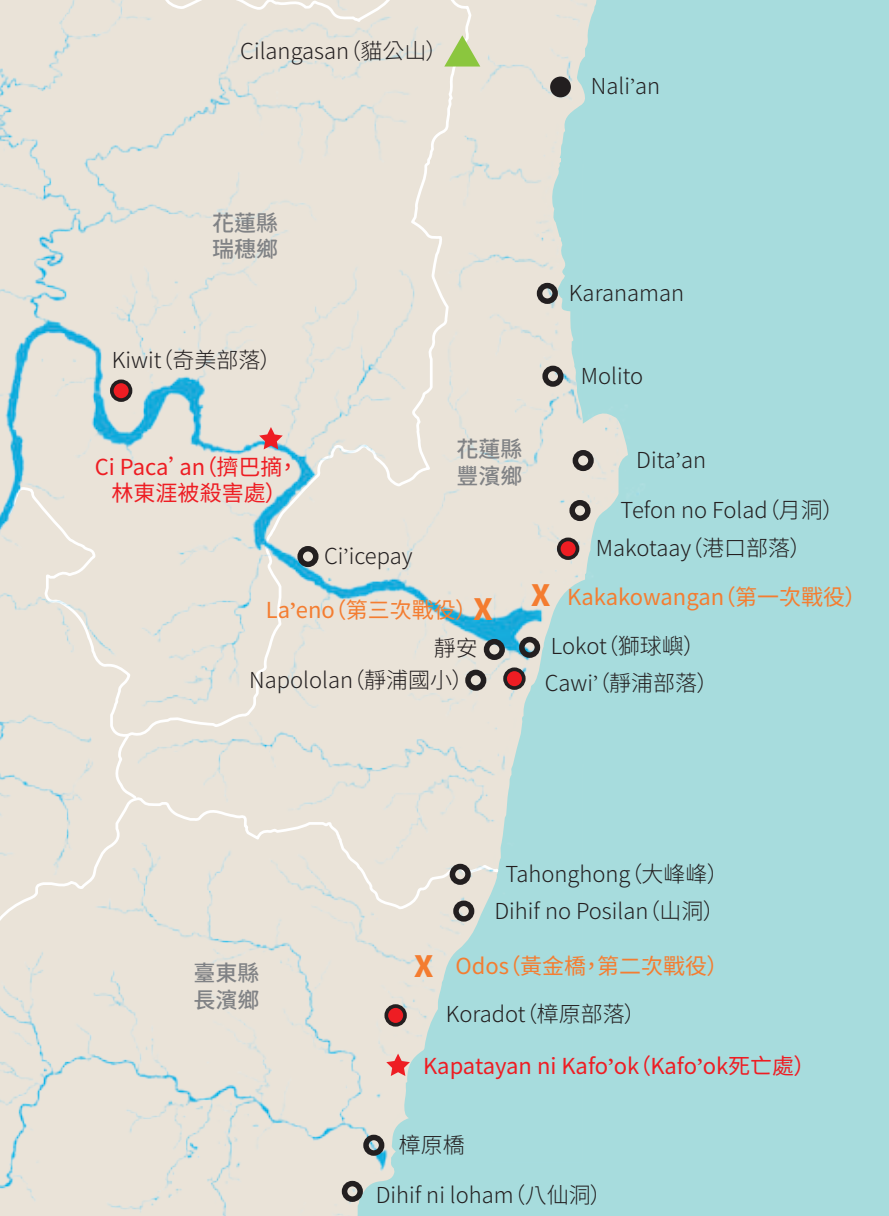 Cilangasan（貓公山）
Nali’an
花蓮縣
瑞穗鄉
Karanaman
Kiwit（奇美部落）
Molito
花蓮縣
豐濱鄉
Ci Paca’ an（擠巴摘，
林東涯被殺害處）
Dita’an
Tefon no Folad（月洞）
Makotaay（港口部落）
Ci’icepay
Kakakowangan（第一次戰役）
La’eno（第三次戰役）
靜安
Lokot（獅球嶼）
Napololan（靜浦國小）
Cawi’（靜浦部落）
Tahonghong（大峰峰）
Dihif no Posilan（山洞）
Odos（黃金橋，第二次戰役）
臺東縣
長濱鄉
Koradot（樟原部落）
Kapatayan ni Kafo’ok（Kafo’ok死亡處）
樟原橋
Dihif ni loham（八仙洞）